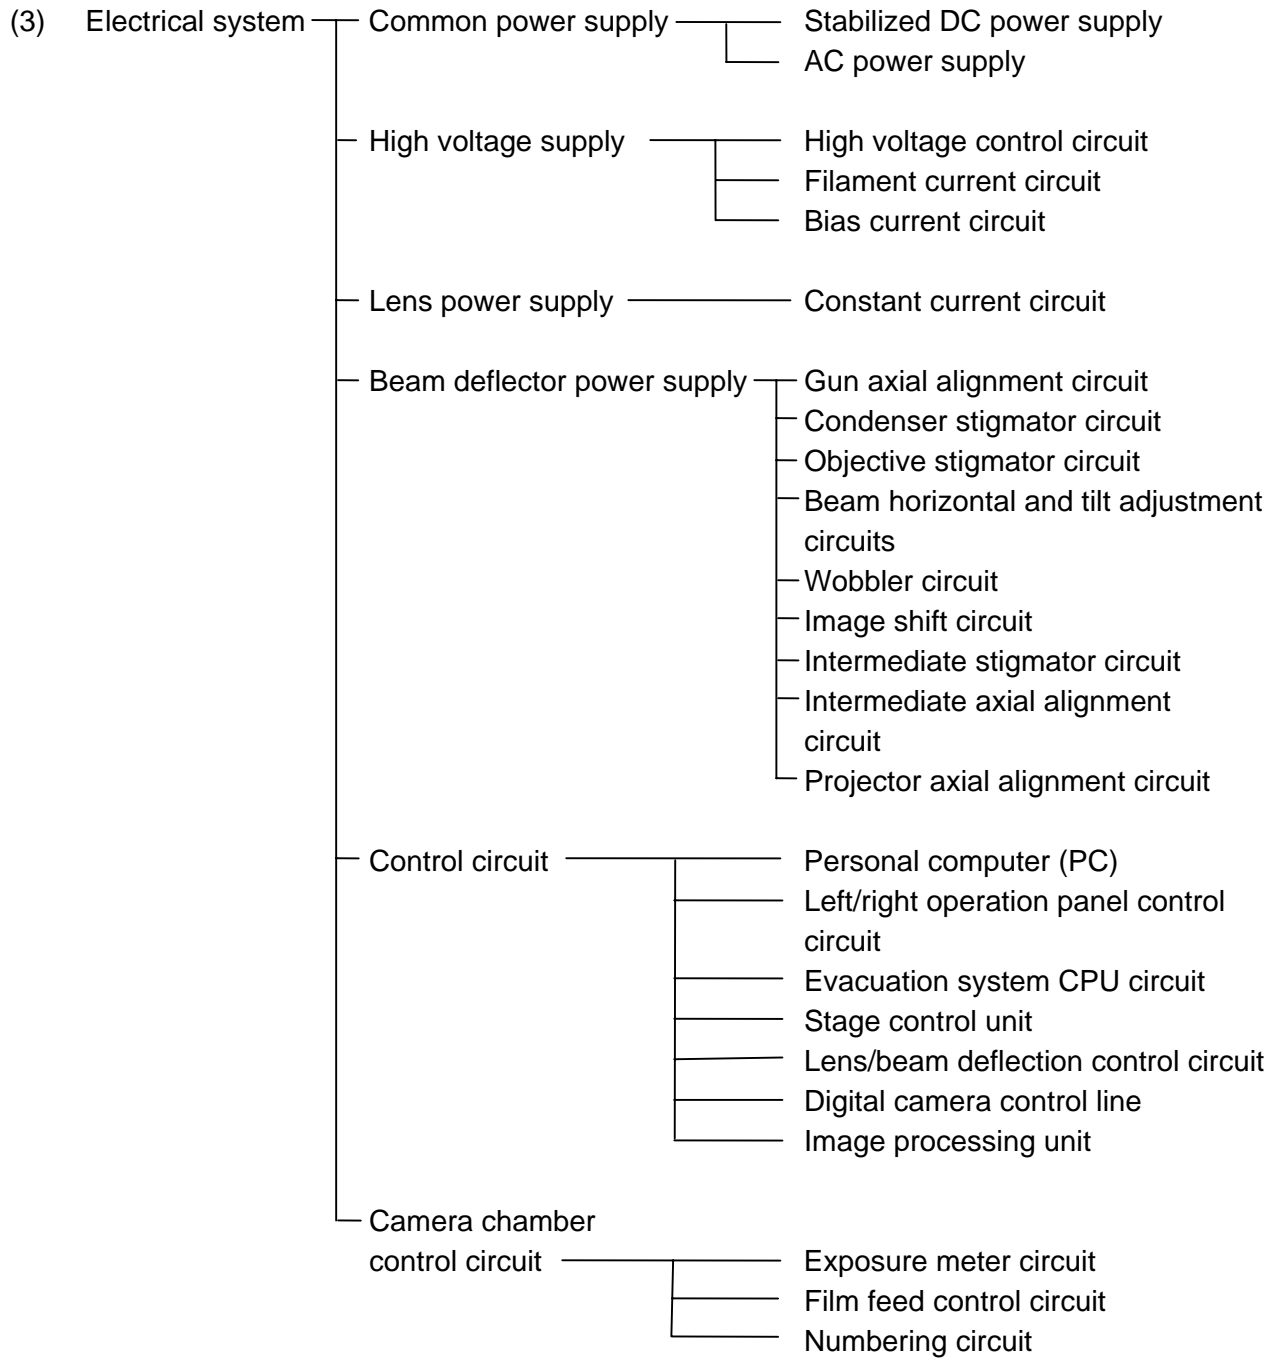 (3) Electrical system Common power supply Stabilized DC power supply
AC power supply
High voltage supply High voltage control circuit
Filament current circuit
Bias current circuit
Lens power supply Constant current circuit
Beam deflector power supply Gun axial alignment circuit
Condenser stigmator circuit
Objective stigmator circuit
Beam horizontal and tilt adjustment
circuits
Wobbler circuit
Image shift circuit
Intermediate stigmator circuit
Intermediate axial alignment
circuit
Projector axial alignment circuit
Control circuit Personal computer (PC)
Left/right operation panel control
circuit
Evacuation system CPU circuit
Stage control unit
Lens/beam deflection control circuit
Digital camera control line
Image processing unit
Camera chamber
control circuit Exposure meter circuit
Film feed control circuit
Numbering circuit